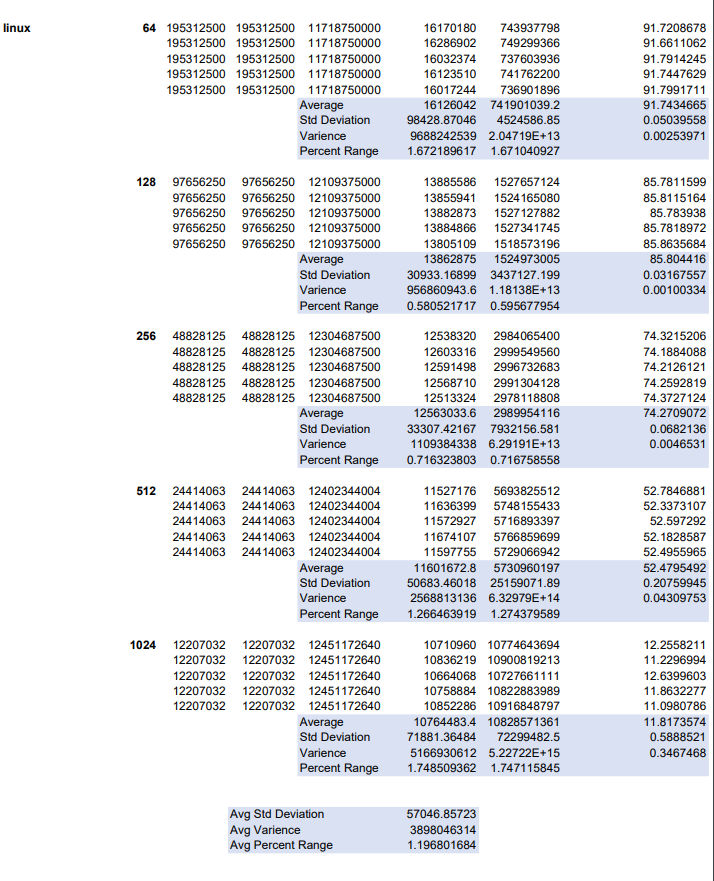 linux 64 195312500 195312500 11718750000 16170180 743937798 91.7208678
195312500 195312500 11718750000 16286902 749299366 91.6611062
195312500 195312500 11718750000 16032374 737603936 91.7914245
195312500 195312500 11718750000 16123510 741762200 91.7447629
195312500 195312500 11718750000 16017244 736901896 91.7991711
Average 16126042 741901039.2 91.7434665
Std Deviation 98428.87046 4524586.85 0.05039558
Varience 9688242539 2.04719E+13 0.00253971
Percent Range 1.672189617 1.671040927
128 97656250 97656250 12109375000 13885586 1527657124 85.7811599
97656250 97656250 12109375000 13855941 1524165080 85.8115164
97656250 97656250 12109375000 13882873 1527127882 85.783938
97656250 97656250 12109375000 13884866 1527341745 85.7818972
97656250 97656250 12109375000 13805109 1518573196 85.8635684
Average 13862875 1524973005 85.804416
Std Deviation 30933.16899 3437127.199 0.03167557
Varience 956860943.6 1.18138E+13 0.00100334
Percent Range 0.580521717 0.595677954
256 48828125 48828125 12304687500 12538320 2984065400 74.3215206
48828125 48828125 12304687500 12603316 2999549560 74.1884088
48828125 48828125 12304687500 12591498 2996732683 74.2126121
48828125 48828125 12304687500 12568710 2991304128 74.2592819
48828125 48828125 12304687500 12513324 2978118808 74.3727124
Average 12563033.6 2989954116 74.2709072
Std Deviation 33307.42167 7932156.581 0.0682136
Varience 1109384338 6.29191E+13 0.0046531
Percent Range 0.716323803 0.716758558
512 24414063 24414063 12402344004 11527176 5693825512 52.7846881
24414063 24414063 12402344004 11636399 5748155433 52.3373107
24414063 24414063 12402344004 11572927 5716893397 52.597292
24414063 24414063 12402344004 11674107 5766859699 52.1828587
24414063 24414063 12402344004 11597755 5729066942 52.4955965
Average 11601672.8 5730960197 52.4795492
Std Deviation 50683.46018 25159071.89 0.20759945
Varience 2568813136 6.32979E+14 0.04309753
Percent Range 1.266463919 1.274379589
1024 12207032 12207032 12451172640 10710960 10774643694 12.2558211
12207032 12207032 12451172640 10836219 10900819213 11.2296994
12207032 12207032 12451172640 10664068 10727661111 12.6399603
12207032 12207032 12451172640 10758884 10822883989 11.8632277
12207032 12207032 12451172640 10852286 10916848797 11.0980786
Average 10764483.4 10828571361 11.8173574
Std Deviation 71881.36484 72299482.5 0.5888521
Varience 5166930612 5.22722E+15 0.3467468
Percent Range 1.748509362 1.747115845
Avg Std Deviation 57046.85723
Avg Varience 3898046314
Avg Percent Range 1.196801684